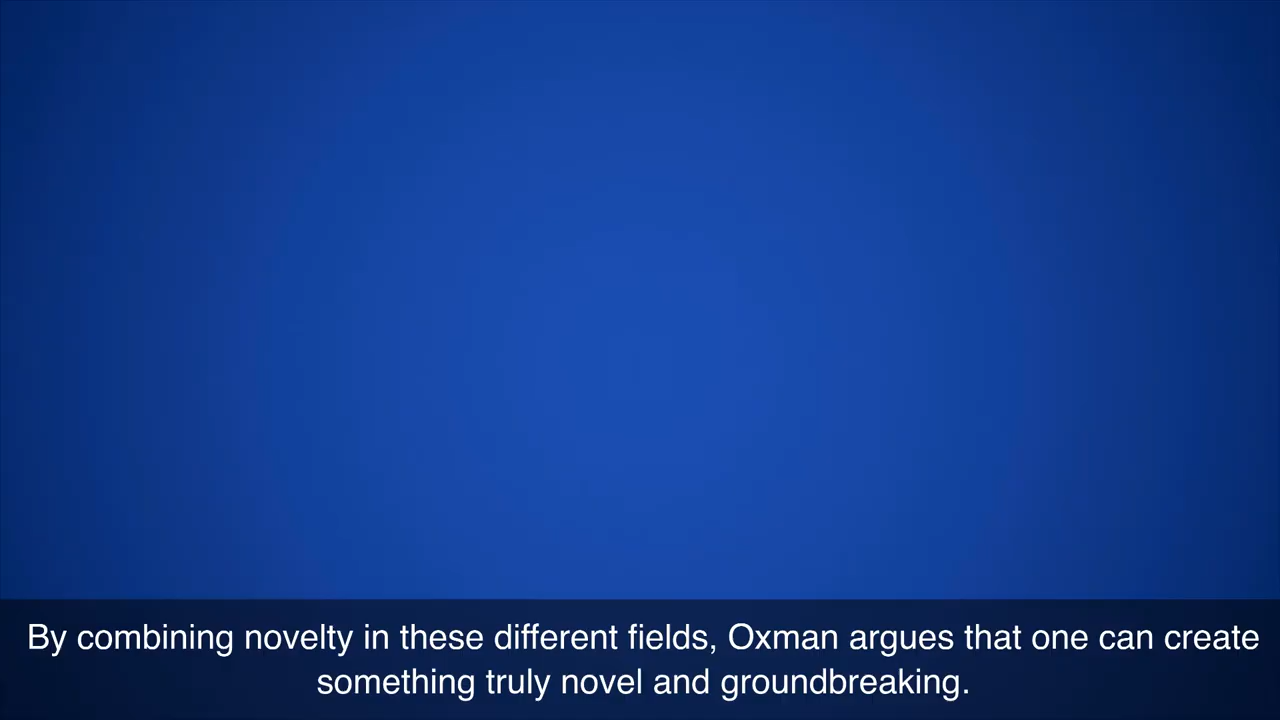 By combining novelty in these different fields, Oxman argues that one can create
something truly novel and groundbreaking.